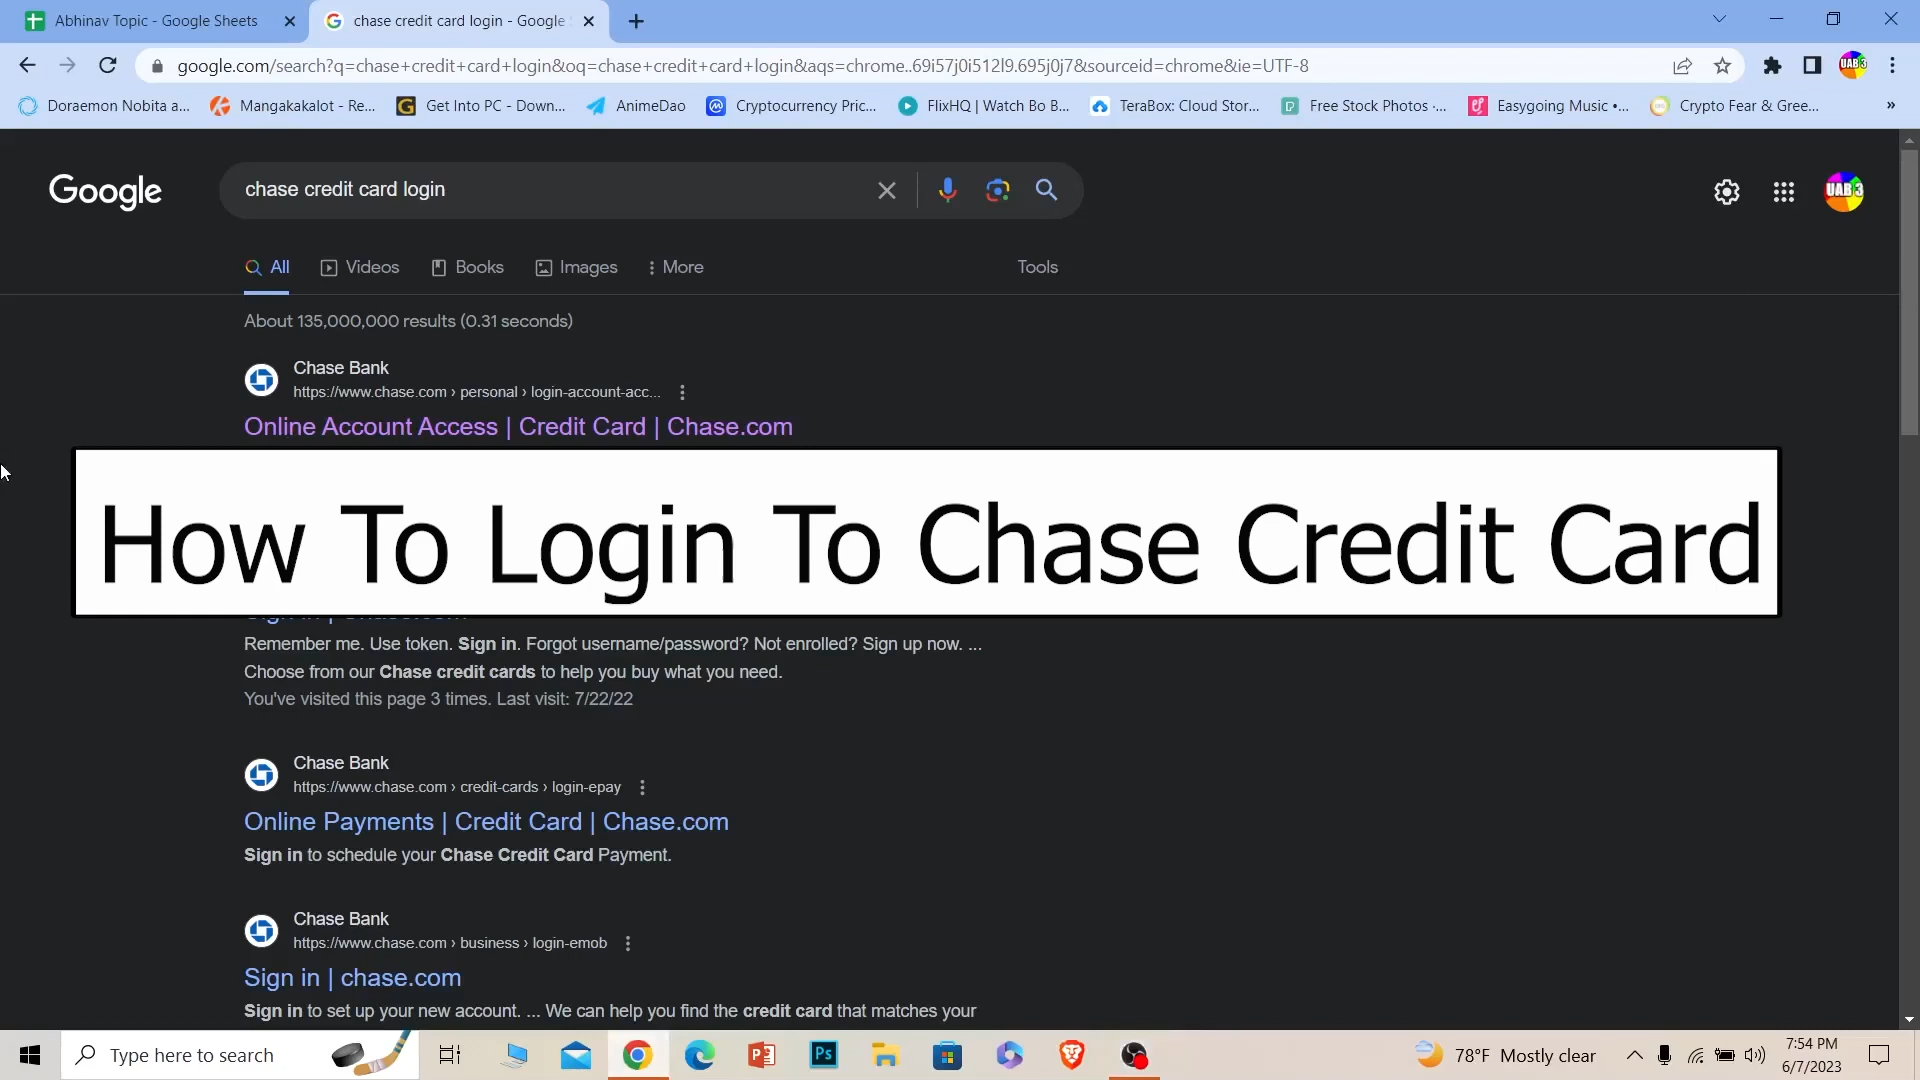 Abhinav Topic - Google Sheets
chase credit card login - Google
google.com/search?q=chase+credit+card+login&oq=chase+credit+card+login&aqs=chrome..69i57j0i512l9.695j0j7&sourceid=chrome&ie=UTF-8
UAB 3
Doraemon Nobita a...
Mangakakalot - Re...
Get Into PC - Down...
AnimeDao
Cryptocurrency Pric...
FlixHQ | Watch Bo B...
TeraBox: Cloud Stor...
Free Stock Photos ·...
Easygoing Music •...
Crypto Fear & Gree...
»
Google
chase credit card login
UAB 3
All
Videos
Books
Images
More
Tools
About 135,000,000 results (0.31 seconds)
Chase Bank
https://www.chase.com › personal › login-account-acc...
Online Account Access | Credit Card | Chase.com
How To Login To Chase Credit Card
Remember me. Use token. Sign in. Forgot username/password? Not enrolled? Sign up now. ...
Choose from our Chase credit cards to help you buy what you need.
You've visited this page 3 times. Last visit: 7/22/22
Chase Bank
https://www.chase.com › credit-cards › login-epay
Online Payments | Credit Card | Chase.com
Sign in to schedule your Chase Credit Card Payment.
Chase Bank
https://www.chase.com › business › login-emob
Sign in | chase.com
Sign in to set up your new account. ... We can help you find the credit card that matches your
Type here to search
Ps
78°F Mostly clear
7:54 PM
6/7/2023